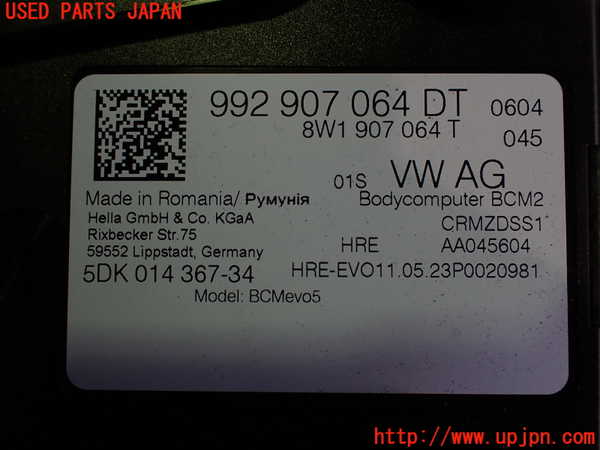 USED PARTS JAPAN
992 907 064 DT 0604
8W1 907 064 T 045
01S VW AG
Made in Romania/ Румунія Bodycomputer BCM2
Hella GmbH & Co. KGaA CRMZDSS1
Rixbecker Str.75 HRE AA045604
59552 Lippstadt, Germany
5DK 014 367-34 HRE-EVO11.05.23P0020981
Model: BCMevo5
UPJ http://www.upjpn.com